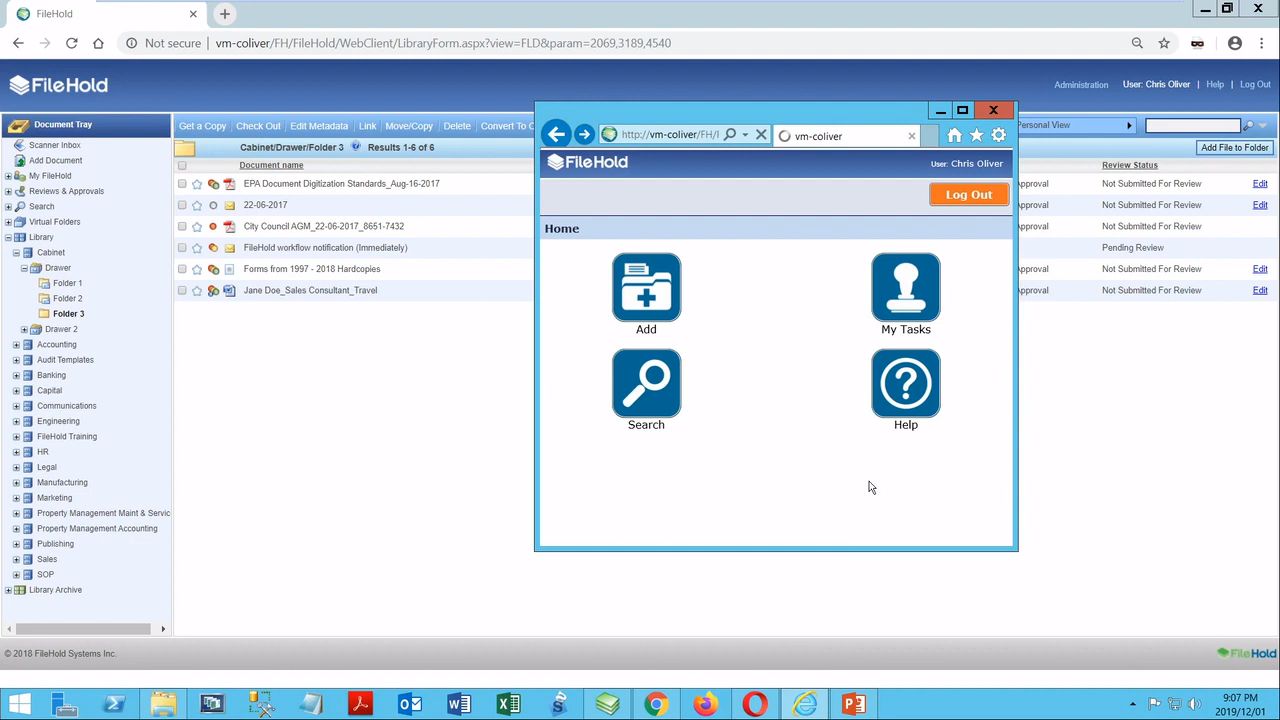 FileHold
Not secure vm-coliver/FH/FileHold/WebClient/LibraryForm.aspx?view=FLD&param=2069,3189,4540
FileHold
Administration User: Chris Oliver Help Log Out
Document Tray
Scanner Inbox
Add Document
My FileHold
Reviews & Approvals
Search
Virtual Folders
Library
Cabinet
Drawer
Folder 1
Folder 2
Folder 3
Drawer 2
Accounting
Audit Templates
Banking
Capital
Communications
Engineering
FileHold Training
HR
Legal
Manufacturing
Marketing
Property Management Maint & Servic
Property Management Accounting
Publishing
Sales
SOP
Library Archive
Get a Copy Check Out Edit Metadata Link Move/Copy Delete Convert To
Cabinet/Drawer/Folder 3 Results 1-6 of 6
Document name
EPA Document Digitization Standards_Aug-16-2017
22-06-2017
City Council AGM_22-06-2017_8651-7432
FileHold workflow notification (Immediately)
Forms from 1997 - 2018 Hardcopies
Jane Doe_Sales Consultant_Travel
http://vm-coliver/FH/
vm-coliver
FileHold
User: Chris Oliver
Log Out
Home
Add
My Tasks
Search
Help
Personal View
Add File to Folder
Review Status
Approval Not Submitted For Review Edit
Approval Not Submitted For Review Edit
Approval Not Submitted For Review Edit
Pending Review
Approval Not Submitted For Review Edit
Approval Not Submitted For Review Edit
© 2018 FileHold Systems Inc.
FileHold
9:07 PM
2019/12/01